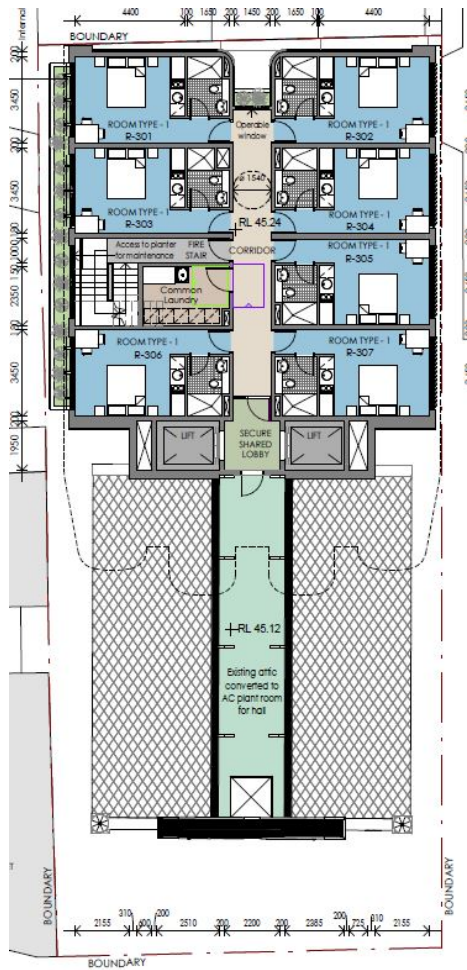 4400 100 1650 200 1450 200 1650 100 4400
BOUNDARY
Internal
200
3450
200
3450
120
1000
150
2350
100
3450
200
1950
ROOM TYPE - 1
R-301
Operable
window
ROOM TYPE - 1
R-302
ø 1540
ROOM TYPE - 1
R-303
RL 45.24
ROOM TYPE - 1
R-304
Access to planter
for maintenance
FIRE
STAIR
CORRIDOR
R-305
ROOM TYPE - 1
Common
Laundry
ROOM TYPE - 1
R-306
ROOM TYPE - 1
R-307
LIFT
SECURE
SHARED
LOBBY
LIFT
RL 45.12
Existing attic
converted to
AC plant room
for hall
BOUNDARY
BOUNDARY
2155 310 600 200 2510 200 2200 200 2385 200 725 310 2155
BOUNDARY